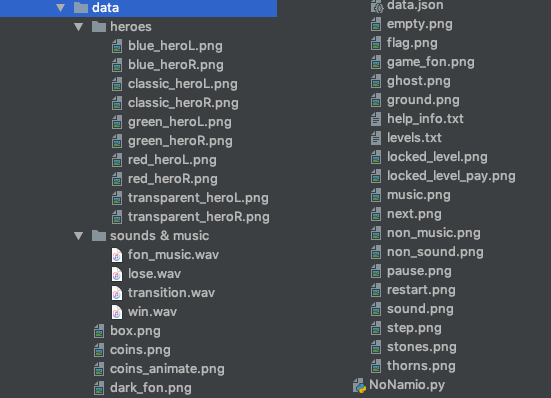 data
heroes
blue_heroL.png
blue_heroR.png
classic_heroL.png
classic_heroR.png
green_heroL.png
green_heroR.png
red_heroL.png
red_heroR.png
transparent_heroL.png
transparent_heroR.png
sounds & music
fon_music.wav
lose.wav
transition.wav
win.wav
box.png
coins.png
coins_animate.png
dark_fon.png
data.json
empty.png
flag.png
game_fon.png
ghost.png
ground.png
help_info.txt
levels.txt
locked_level.png
locked_level_pay.png
music.png
next.png
non_music.png
non_sound.png
pause.png
restart.png
sound.png
step.png
stones.png
thorns.png
NoNamio.py